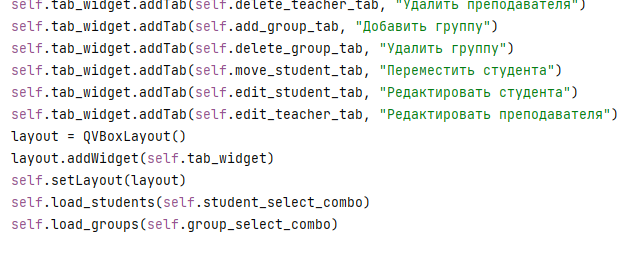 self.tab_widget.addTab(self.delete_teacher_tab, "Удалить преподавателя")
self.tab_widget.addTab(self.add_group_tab, "Добавить группу")
self.tab_widget.addTab(self.delete_group_tab, "Удалить группу")
self.tab_widget.addTab(self.move_student_tab, "Переместить студента")
self.tab_widget.addTab(self.edit_student_tab, "Редактировать студента")
self.tab_widget.addTab(self.edit_teacher_tab, "Редактировать преподавателя")
layout = QVBoxLayout()
layout.addWidget(self.tab_widget)
self.setLayout(layout)
self.load_students(self.student_select_combo)
self.load_groups(self.group_select_combo)